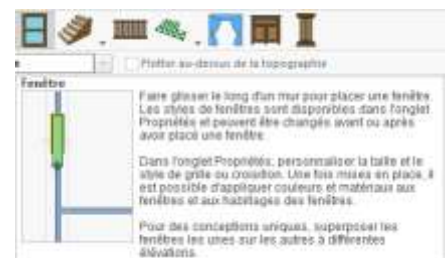 e
Flotter au-dessus de la topographie
Fenêtre
Faire glisser le long d'un mur pour placer une fenêtre.
Les styles de fenêtres sont disponibles dans l'onglet
Propriétés et peuvent être changés avant ou après
avoir placé une fenêtre.
Dans l'onglet Propriétés, personnaliser la taille et le
style de grille ou croisillon. Une fois mises en place, il
est possible d'appliquer couleurs et matériaux aux
fenêtres et aux habillages des fenêtres.
Pour des conceptions uniques, superposer les
fenêtres les unes sur les autres à différentes
élévations.